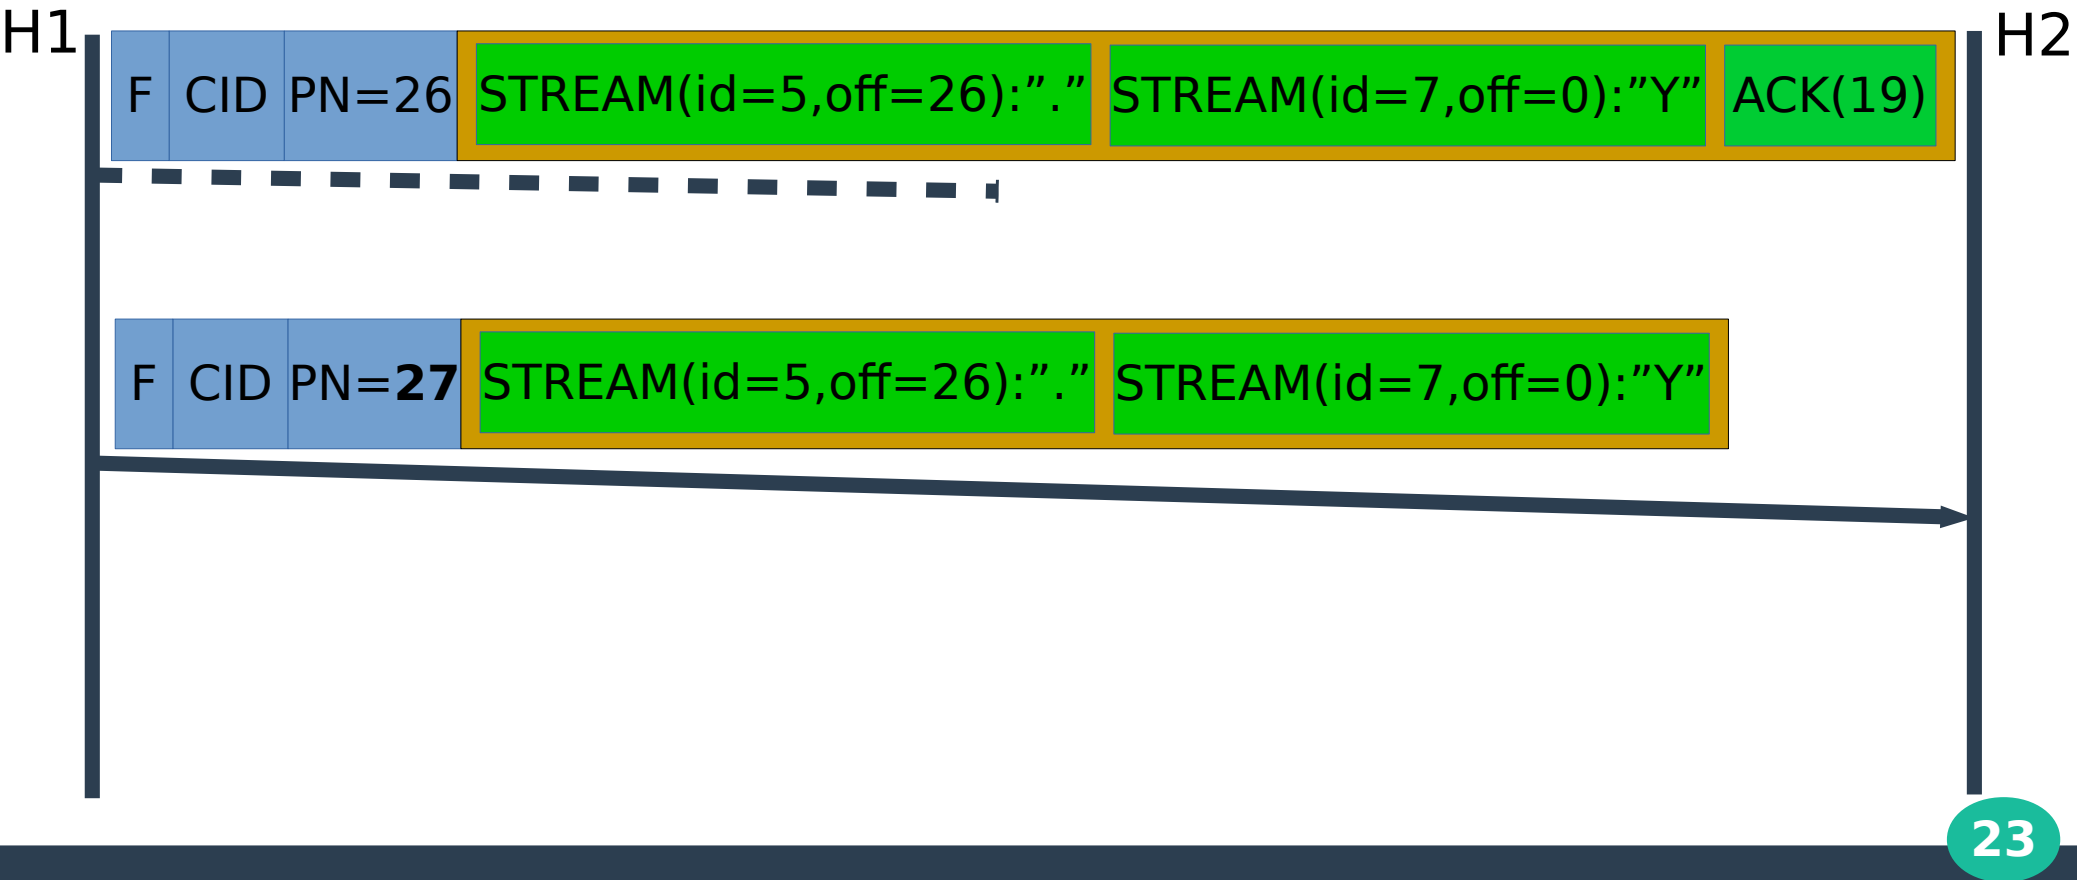 H1 H2
F CID PN=26 STREAM(id=5,off=26):”.” STREAM(id=7,off=0):”Y” ACK(19)
F CID PN=27 STREAM(id=5,off=26):”.” STREAM(id=7,off=0):”Y”
23